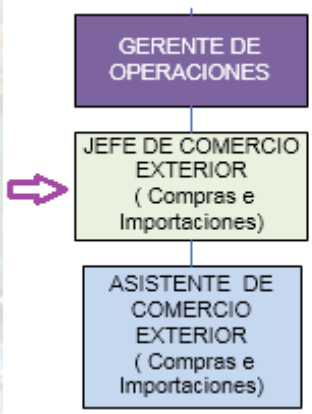 GERENTE DE
OPERACIONES
JEFE DE COMERCIO
EXTERIOR
( Compras e
Importaciones)
ASISTENTE DE
COMERCIO
EXTERIOR
( Compras e
Importaciones)